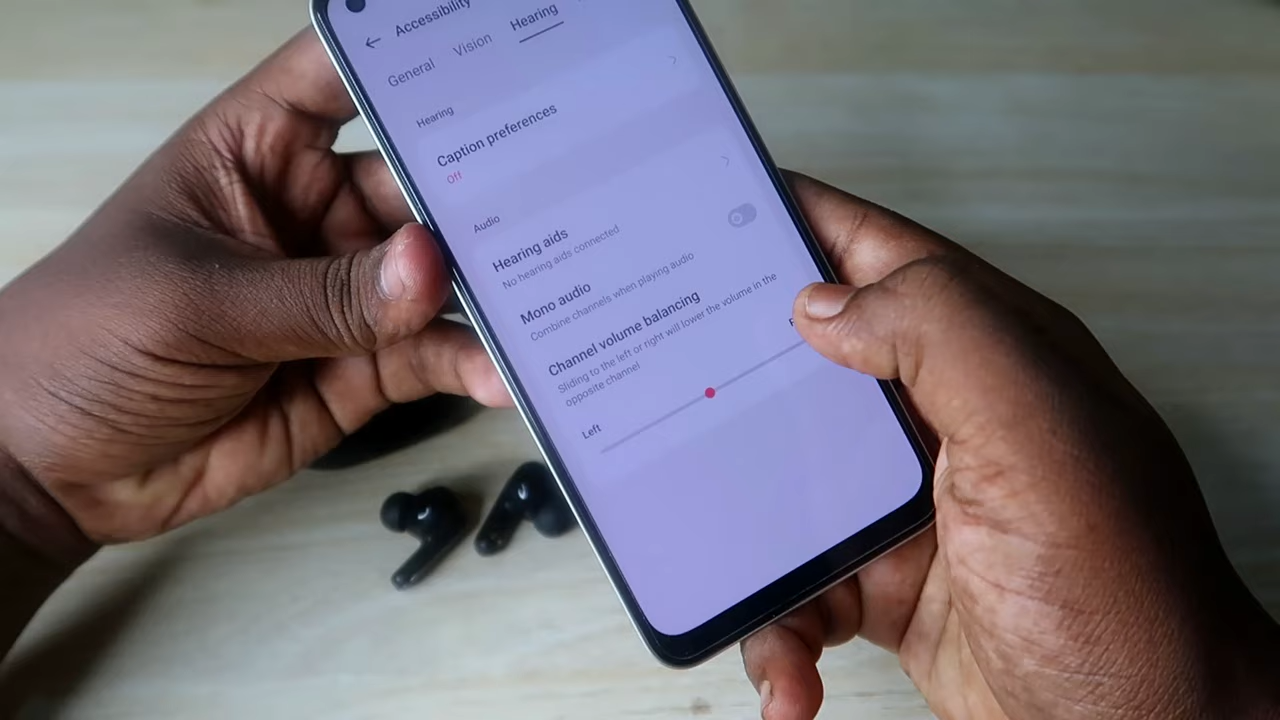 Accessibility
General Vision Hearing
Hearing
Caption preferences
Off
Audio
Hearing aids
No hearing aids connected
Mono audio
Combine channels when playing audio
Channel volume balancing
Sliding to the left or right will lower the volume in the
opposite channel
Left